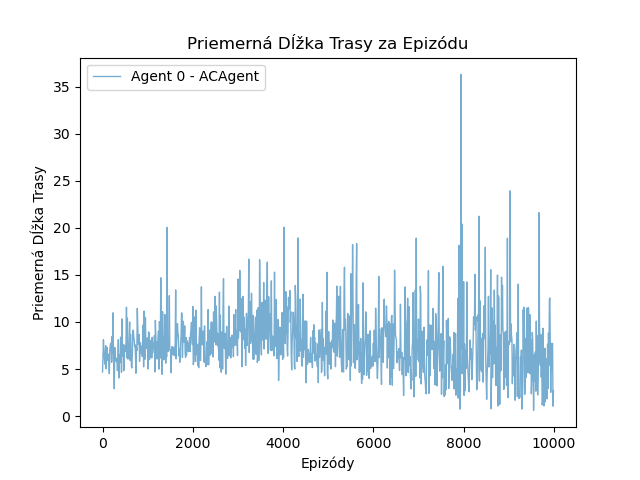 Priemerná Dĺžka Trasy za Epizódu
Agent 0 - ACAgent
Priemerná Dĺžka Trasy
35
30
25
20
15
10
5
0
0 2000 4000 6000 8000 10000
Epizódy